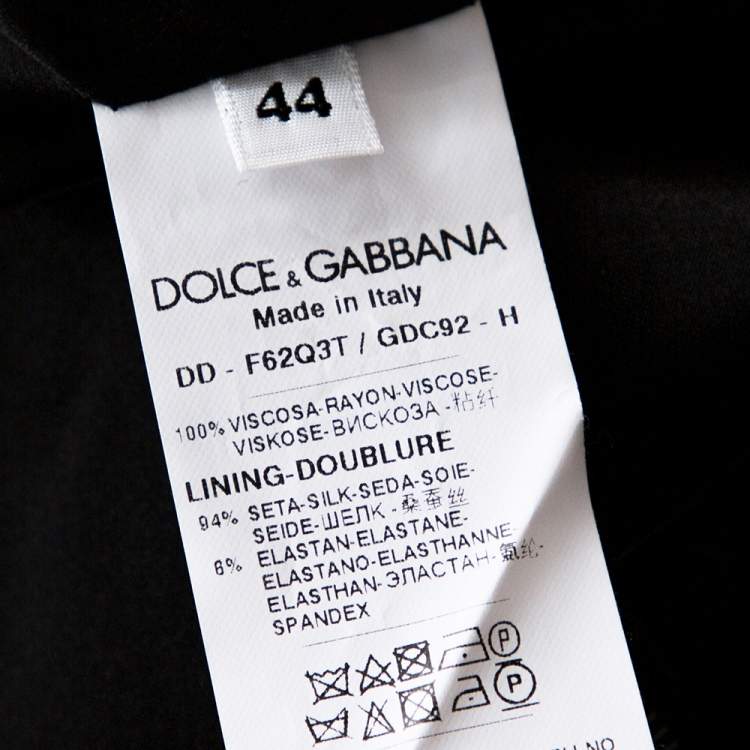 44
DOLCE & GABBANA
Made in Italy
DD - F62Q3T / GDC92 - H
100% VISCOSA-RAYON-VISCOSE-
VISKOSE-ВИСКОЗА-粘纤
LINING-DOUBLURE
94% SETA-SILK-SEDA-SOIE-
SEIDE-ШЕЛК-桑蚕丝
6% ELASTAN-ELASTANE-
ELASTANO-ELASTHANNE-
ELASTHAN-ЭЛАСТАН-氨纶-
SPANDEX
P
P